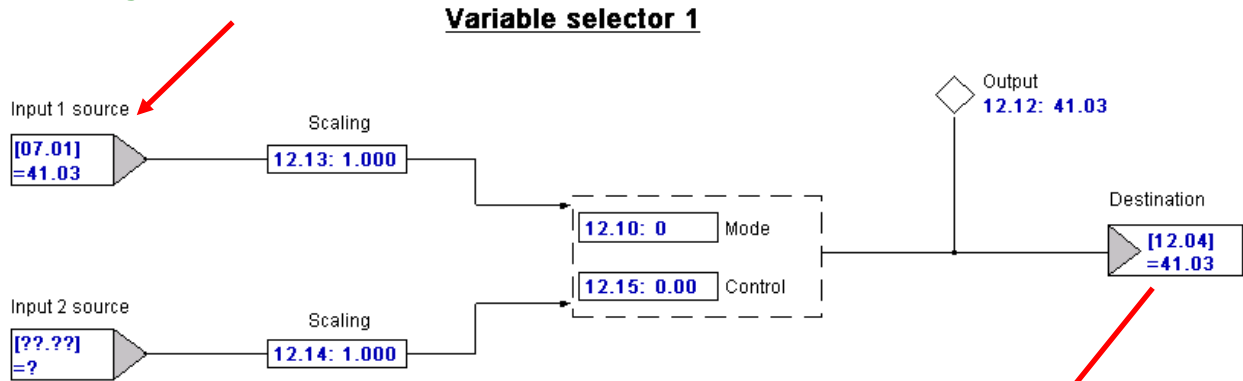 Variable selector 1
Input 1 source
[07.01]
=41.03
Scaling
12.13: 1.000
Output
12.12: 41.03
12.10: 0 Mode
12.15: 0.00 Control
Destination
[12.04]
=41.03
Input 2 source
[??.??]
=?
Scaling
12.14: 1.000